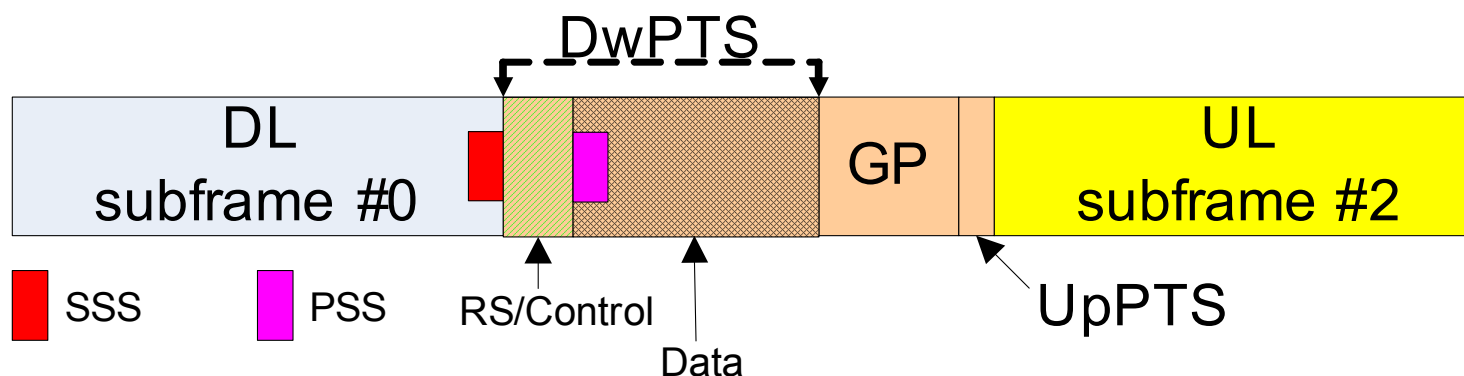 DwPTS
DL
subframe #0
GP
UL
subframe #2
SSS
PSS
RS/Control
UpPTS
Data